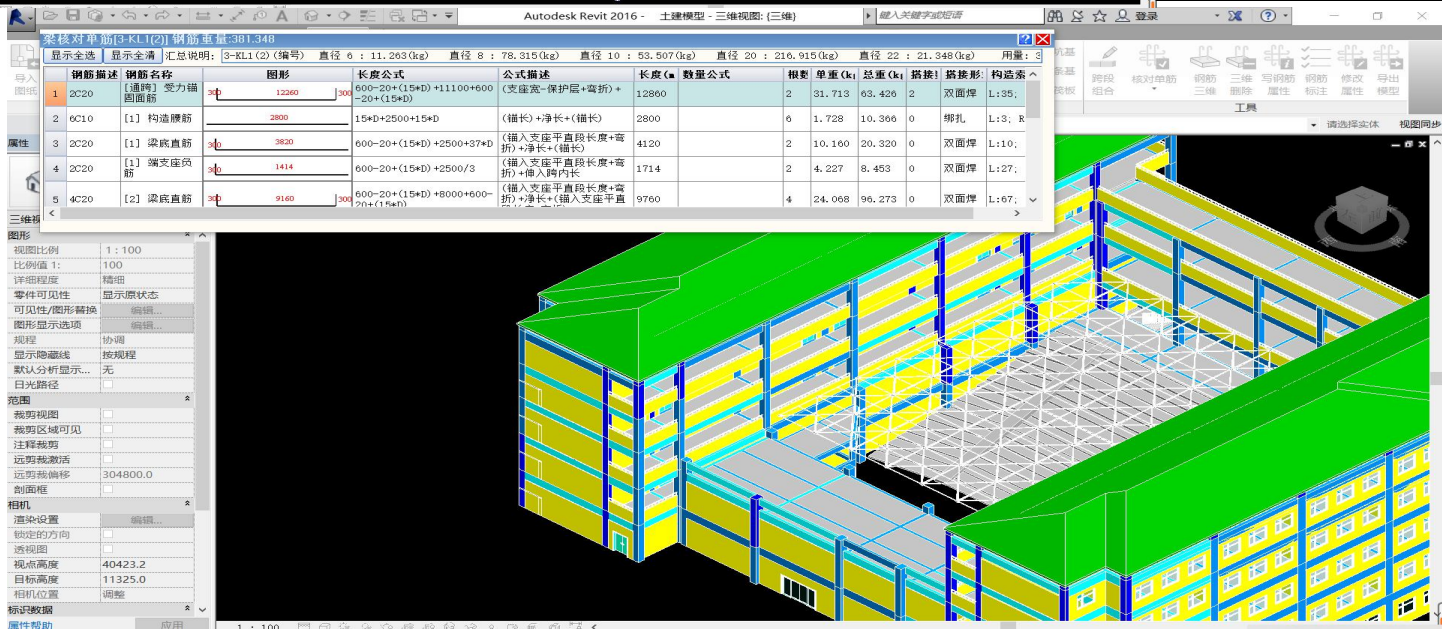 Autodesk Revit 2016 - 土建模型 - 三维视图: {三维}
键入关键字或短语
登录
梁核对单筋[3-KL1(2)] 钢筋重量:381.348
显示全选 显示全清 汇总说明: [3-KL1(2)(编号) 直径 6 : 11.263(kg) 直径 8 : 78.315(kg) 直径 10 : 53.507(kg) 直径 20 : 216.915(kg) 直径 22 : 21.348(kg) 用量: 3
钢筋描述 钢筋名称 图形 长度公式 公式描述 长度(m 数量公式 根数 单重(k 总重(k 搭接 搭接形 构造索
1 2C20 [通跨] 受力锚固面筋 300 12260 300 600-20+(15*D)+11100+600-20+(15*D) (支座宽-保护层+弯折)+ 12860 2 31.713 63.426 2 双面焊 L:35;
2 6C10 [1] 构造腰筋 2800 15*D+2500+15*D (锚长)+净长+(锚长) 2800 6 1.728 10.366 0 绑扎 L:3; R
3 2C20 [1] 梁底直筋 300 3820 600-20+(15*D)+2500+37*D (锚入支座平直段长度+弯折)+净长+(锚长) 4120 2 10.160 20.320 0 双面焊 L:10;
4 2C20 [1] 端支座负筋 300 1414 600-20+(15*D)+2500/3 (锚入支座平直段长度+弯折)+伸入跨内长 1714 2 4.227 8.453 0 双面焊 L:27;
5 4C20 [2] 梁底直筋 300 9160 300 600-20+(15*D)+8000+600-20+(15*D) (锚入支座平直段长度+弯折)+净长+(锚入支座平直 9760 4 24.068 96.273 0 双面焊 L:67;
导入图纸
跨段组合
核对单筋
钢筋三维
三维删除
写钢筋属性
钢筋标注
修改属性
导出模型
工具
请选择实体 视图同步
属性
三维视
图形
视图比例 1 : 100
比例值 1: 100
详细程度 精细
零件可见性 显示原状态
可见性/图形替换 编辑...
图形显示选项 编辑...
规程 协调
显示隐藏线 按规程
默认分析显示... 无
日光路径
范围
裁剪视图
裁剪区域可见
注释裁剪
远剪裁激活
远剪裁偏移 304800.0
剖面框
相机
渲染设置 编辑...
锁定的方向
透视图
视点高度 40423.2
目标高度 11325.0
相机位置 调整
标识数据
属性帮助 应用
1 : 100